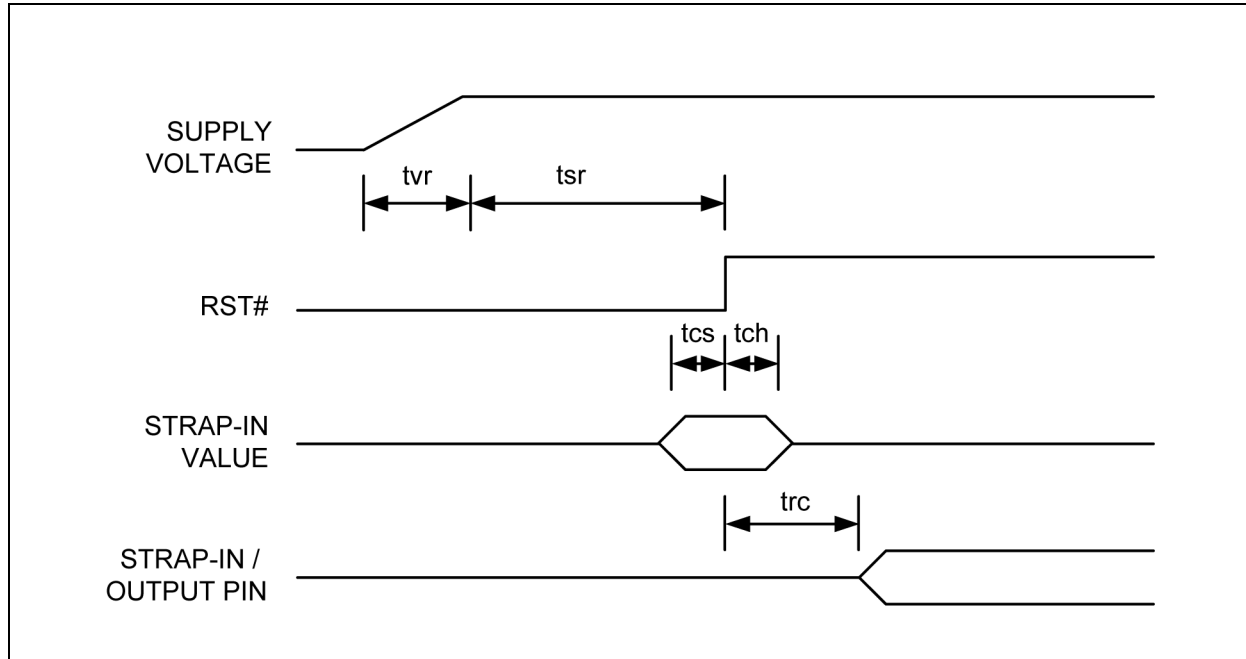 SUPPLY
VOLTAGE
tvr
tsr
RST#
tcs
tch
STRAP-IN
VALUE
trc
STRAP-IN /
OUTPUT PIN